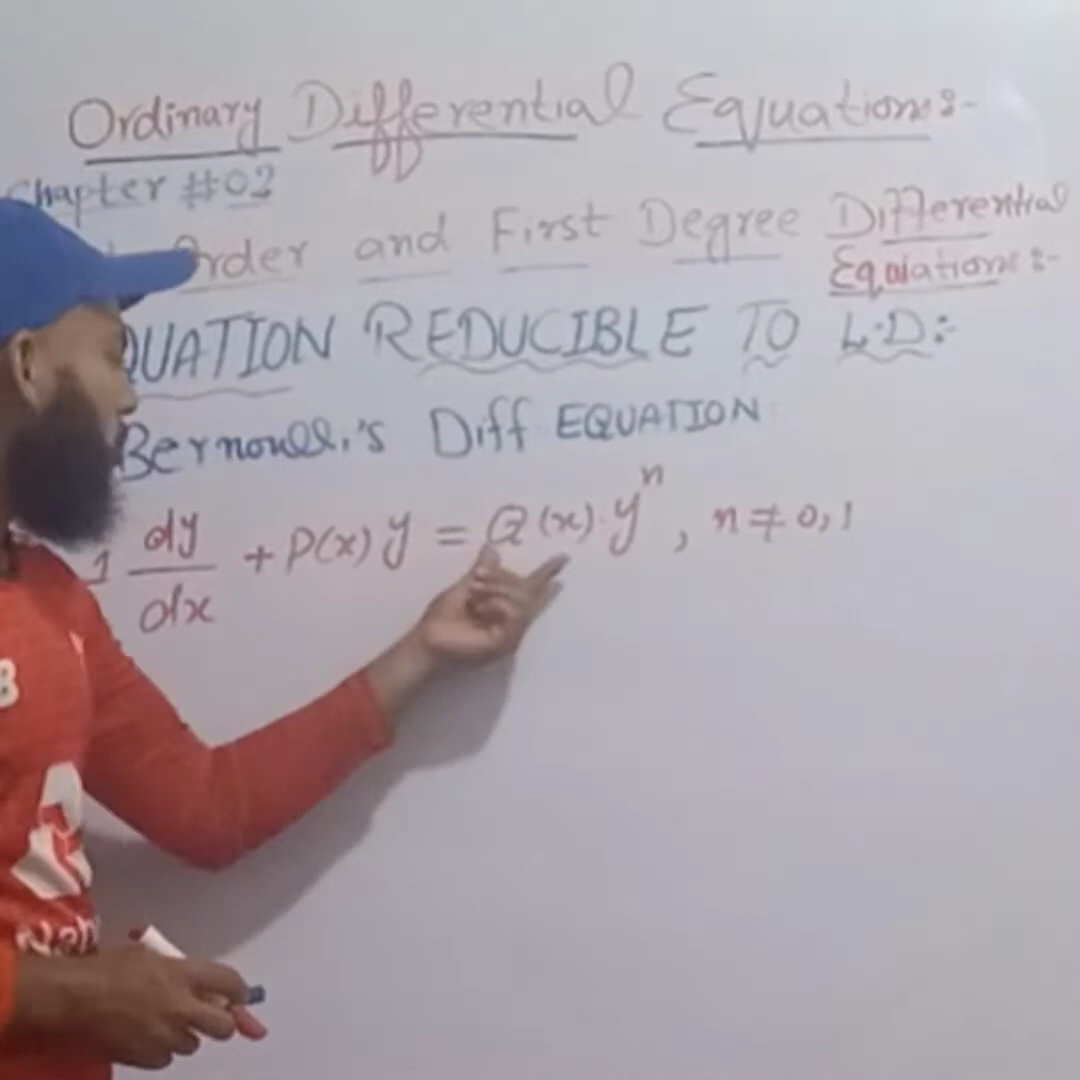 Ordinary Differential Equations:-
Chapter #02
Order and First Degree Differential
Equations:-
QUATION REDUCIBLE TO L.D:-
Bernoulli's Diff EQUATION
1 dy/dx + P(x) y = Q(x). y^n , n ≠ 0,1